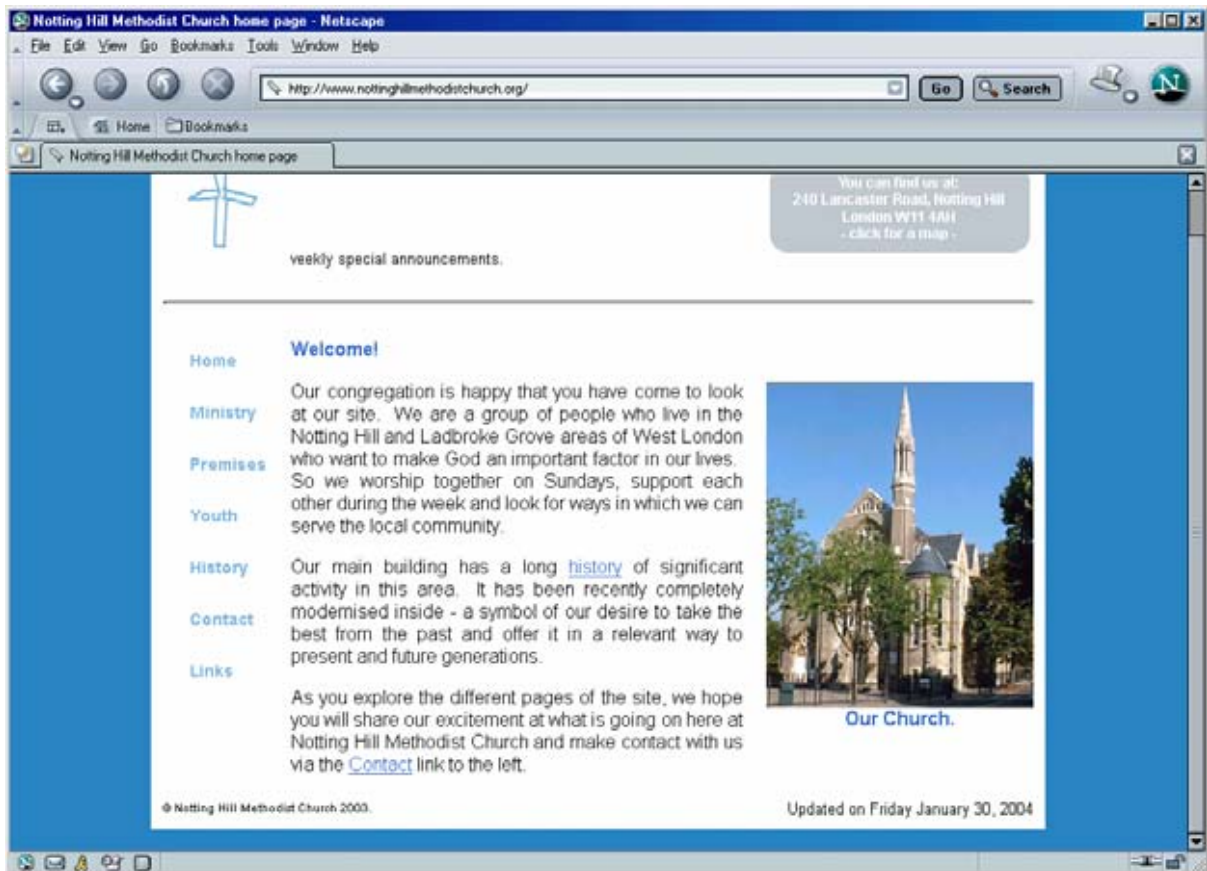 Notting Hill Methodist Church home page - Netscape
File Edit View Go Bookmarks Tools Window Help
http://www.nottinghillmethodistchurch.org/
Go Search N
Home Bookmarks
Notting Hill Methodist Church home page
You can find us at:
240 Lancaster Road, Notting Hill
London W11 4AH
- click for a map -
veekly special announcements.
Welcome!
Our congregation is happy that you have come to look
at our site. We are a group of people who live in the
Notting Hill and Ladbroke Grove areas of West London
who want to make God an important factor in our lives.
So we worship together on Sundays, support each
other during the week and look for ways in which we can
serve the local community.
Our main building has a long history of significant
activity in this area. It has been recently completely
modernised inside - a symbol of our desire to take the
best from the past and offer it in a relevant way to
present and future generations.
As you explore the different pages of the site, we hope
you will share our excitement at what is going on here at
Notting Hill Methodist Church and make contact with us
via the Contact link to the left.
Home
Ministry
Premises
Youth
History
Contact
Links
Our Church.
© Notting Hill Methodist Church 2003.
Updated on Friday January 30, 2004